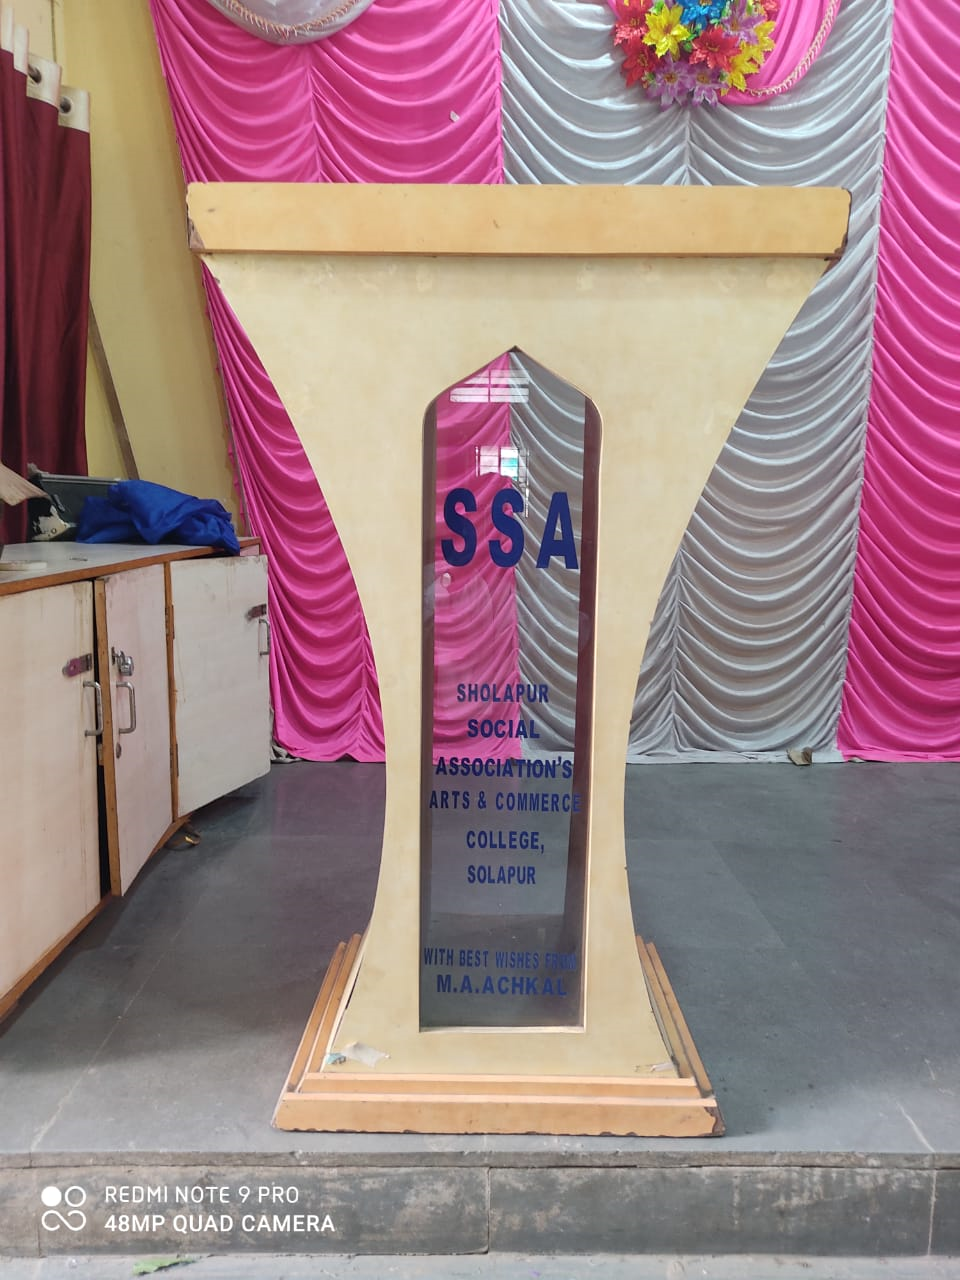 SSA
SHOLAPUR
SOCIAL
ASSOCIATION'S
ARTS & COMMERCE
COLLEGE,
SOLAPUR
WITH BEST WISHES FROM
M.A.ACHKAL
REDMI NOTE 9 PRO
48MP QUAD CAMERA